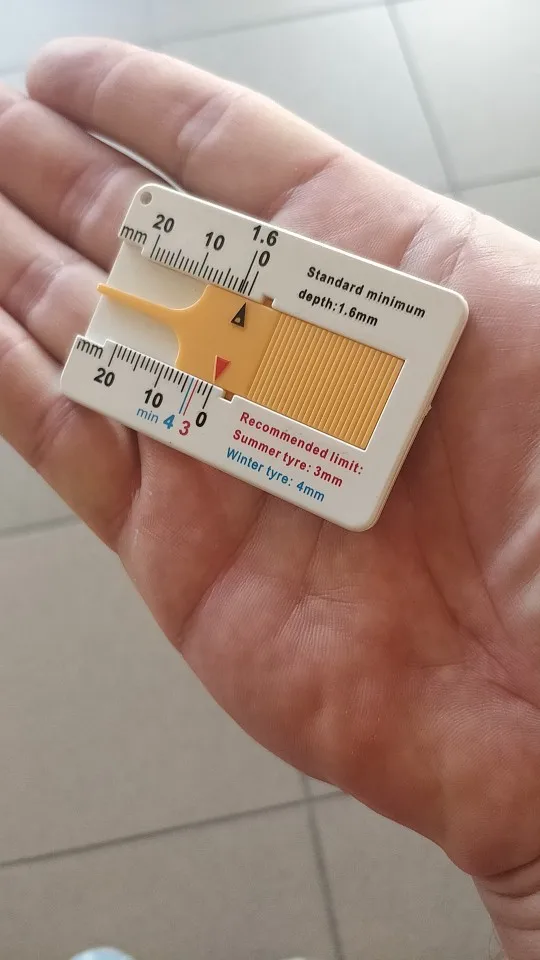 20 10 1.6
mm 0
Standard minimum
depth:1.6mm
mm 20 10 0
min 4 3
Recommended limit:
Summer tyre: 3mm
Winter tyre: 4mm